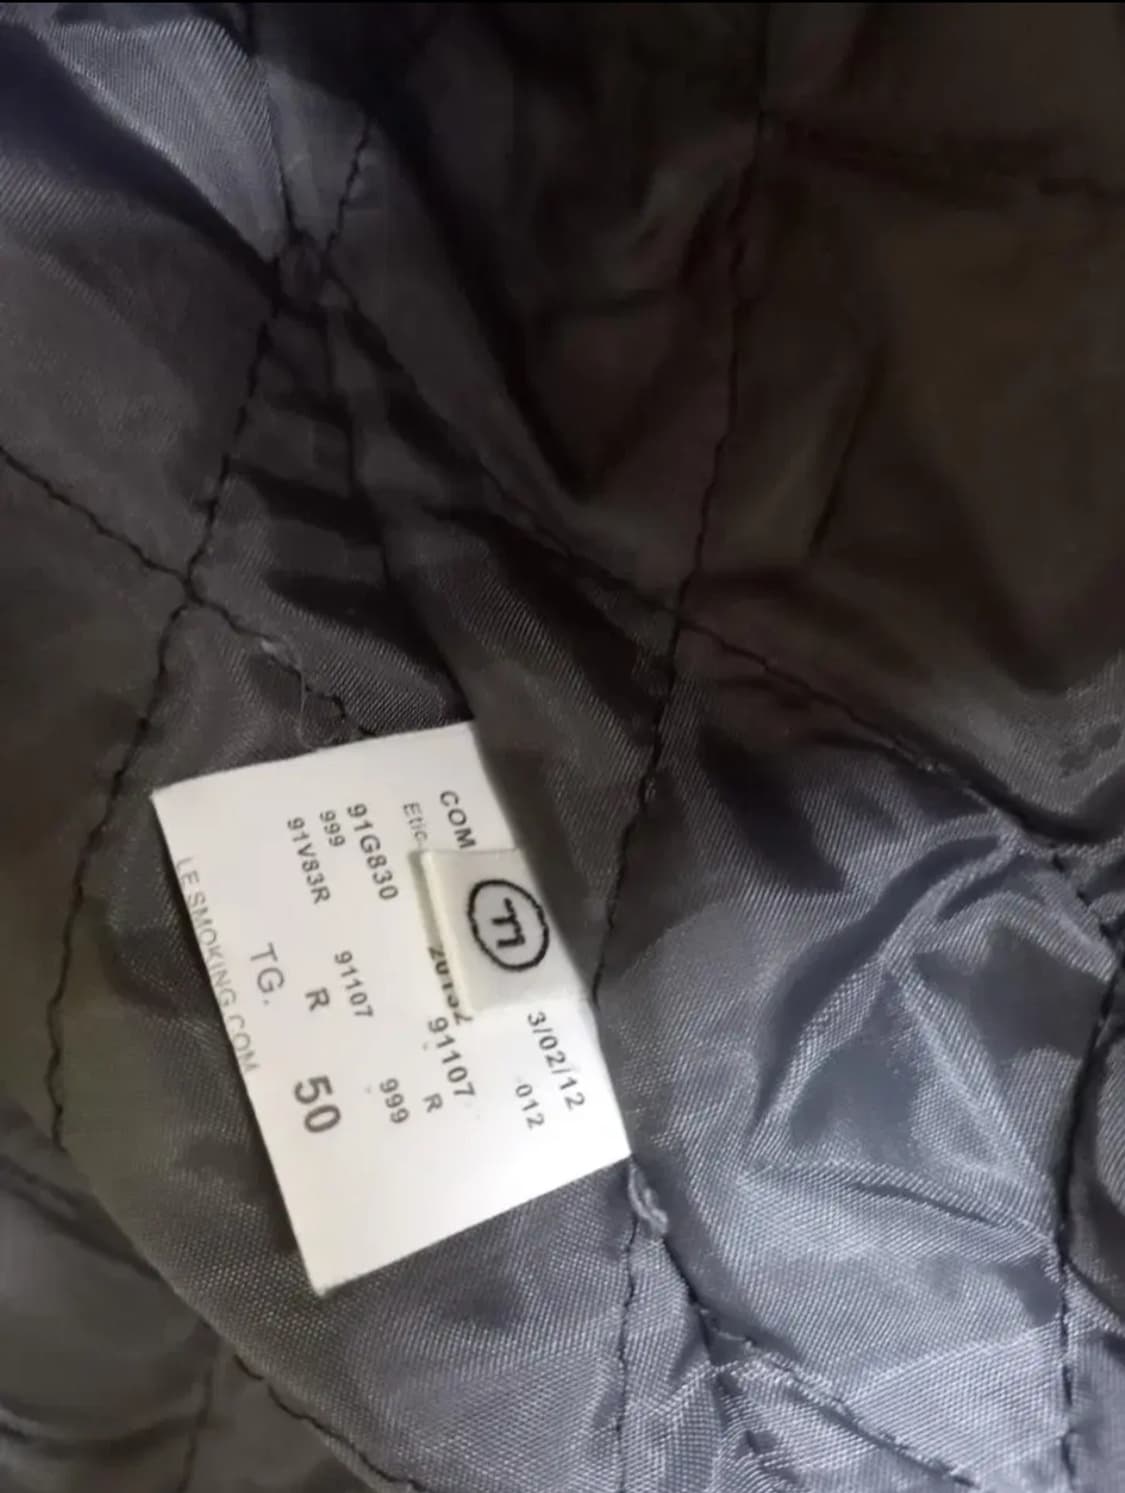 COM 3/02/12
Etic 012
91107 R
91G830
999 91107 999
91V83R R 50
TG.
LESMOKING.COM
m